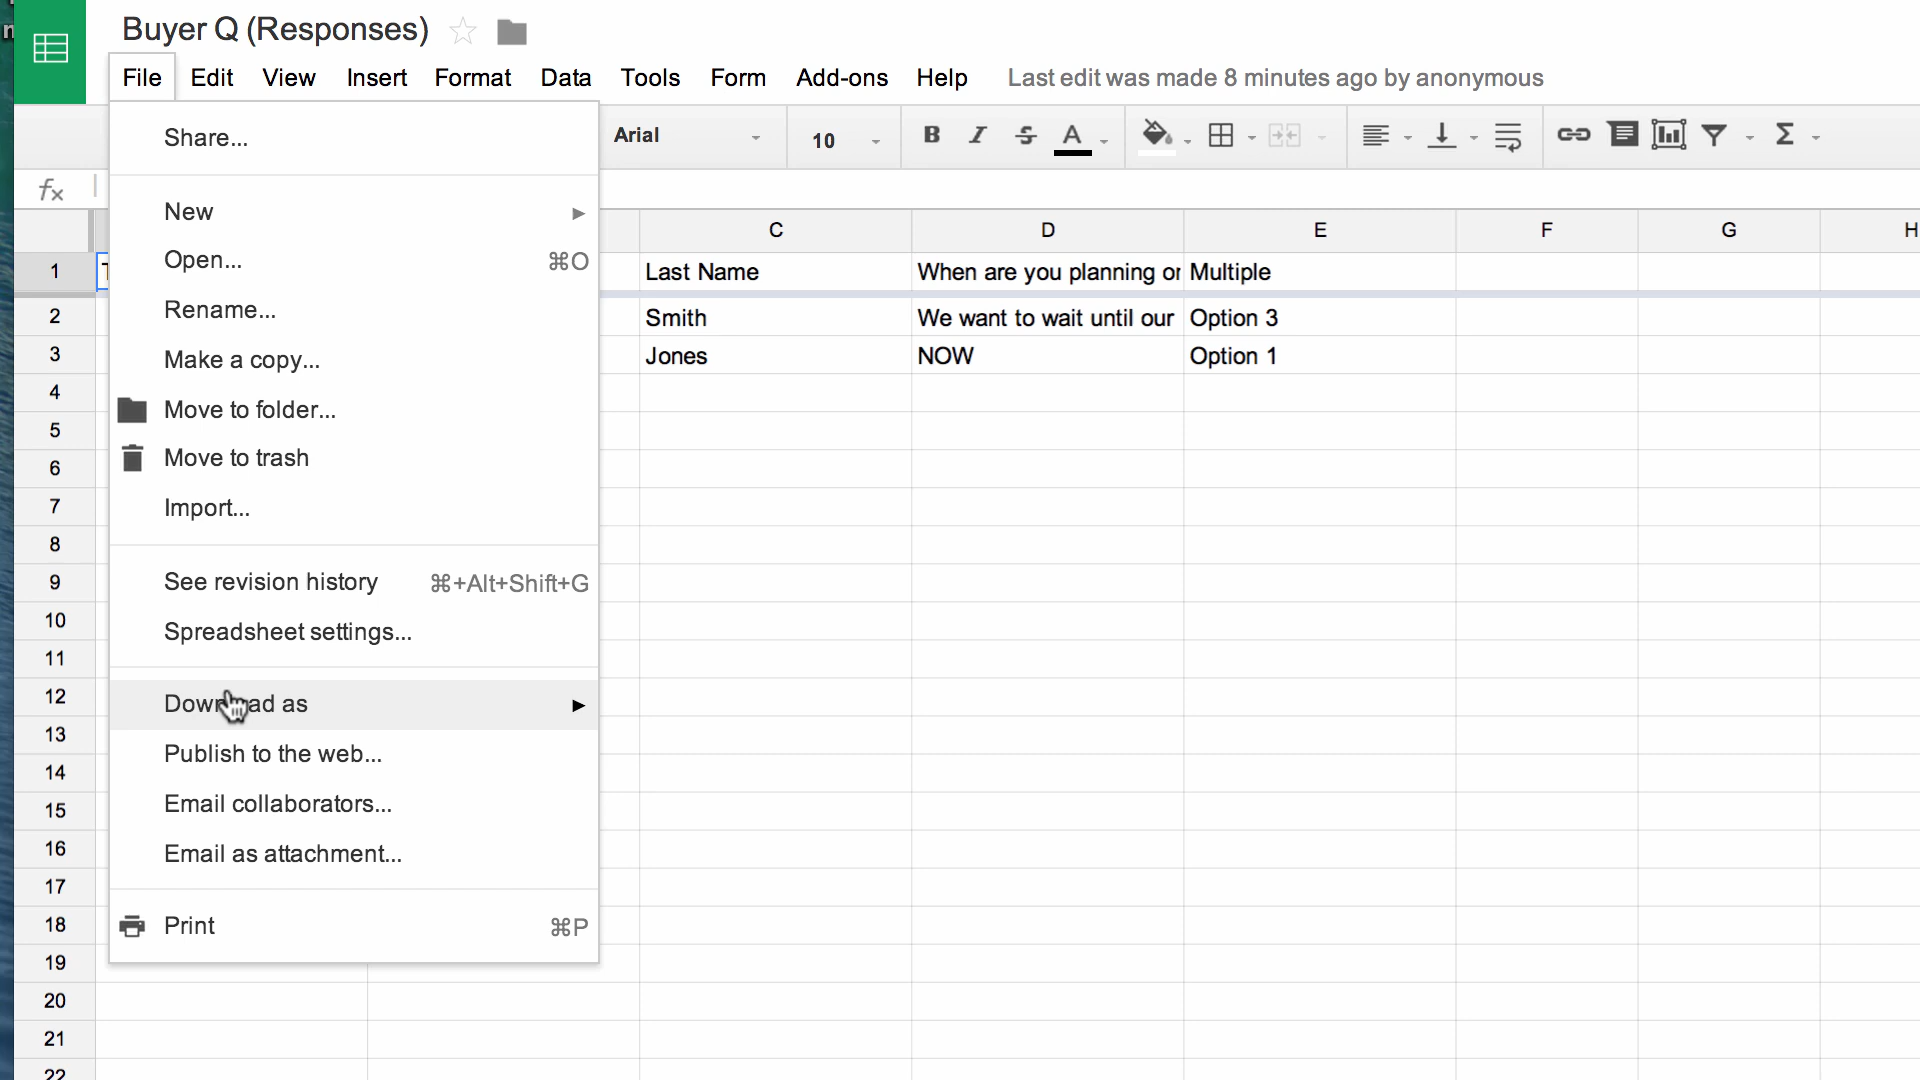 Buyer Q (Responses)
File Edit View Insert Format Data Tools Form Add-ons Help Last edit was made 8 minutes ago by anonymous
Arial 10 B I S A Σ
fx
C D E F G H
1 T Last Name When are you planning or Multiple
2 Smith We want to wait until our Option 3
3 Jones NOW Option 1
4
5
6
7
8
9
10
11
12
13
14
15
16
17
18
19
20
21
22
Share...
New ►
Open... ⌘O
Rename...
Make a copy...
Move to folder...
Move to trash
Import...
See revision history ⌘+Alt+Shift+G
Spreadsheet settings...
Download as ►
Publish to the web...
Email collaborators...
Email as attachment...
Print ⌘P